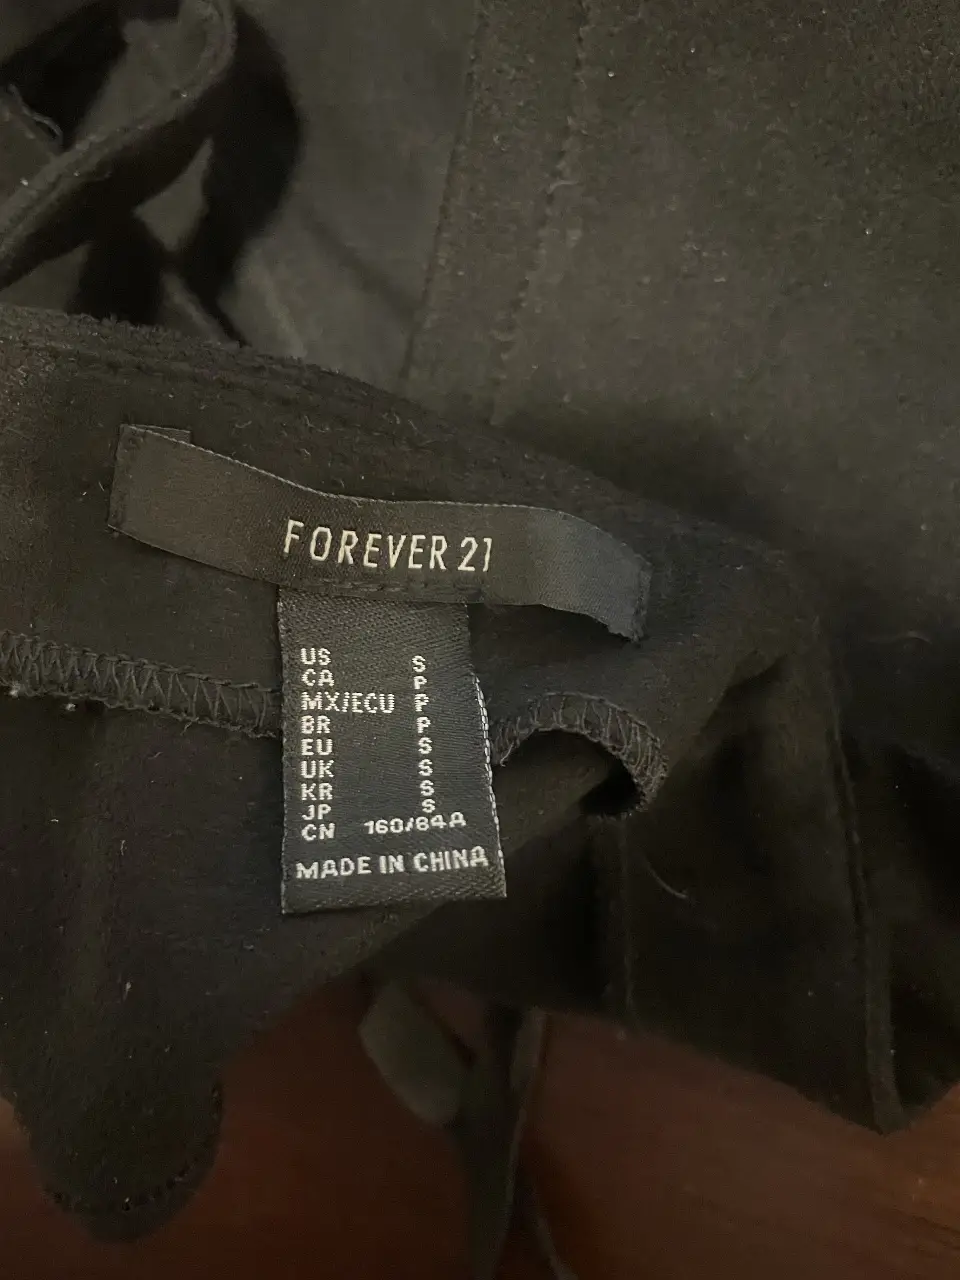 FOREVER 21
US S
CA P
MX/ECU P
BR P
EU S
UK S
KR S
JP S
CN 160/84A
MADE IN CHINA